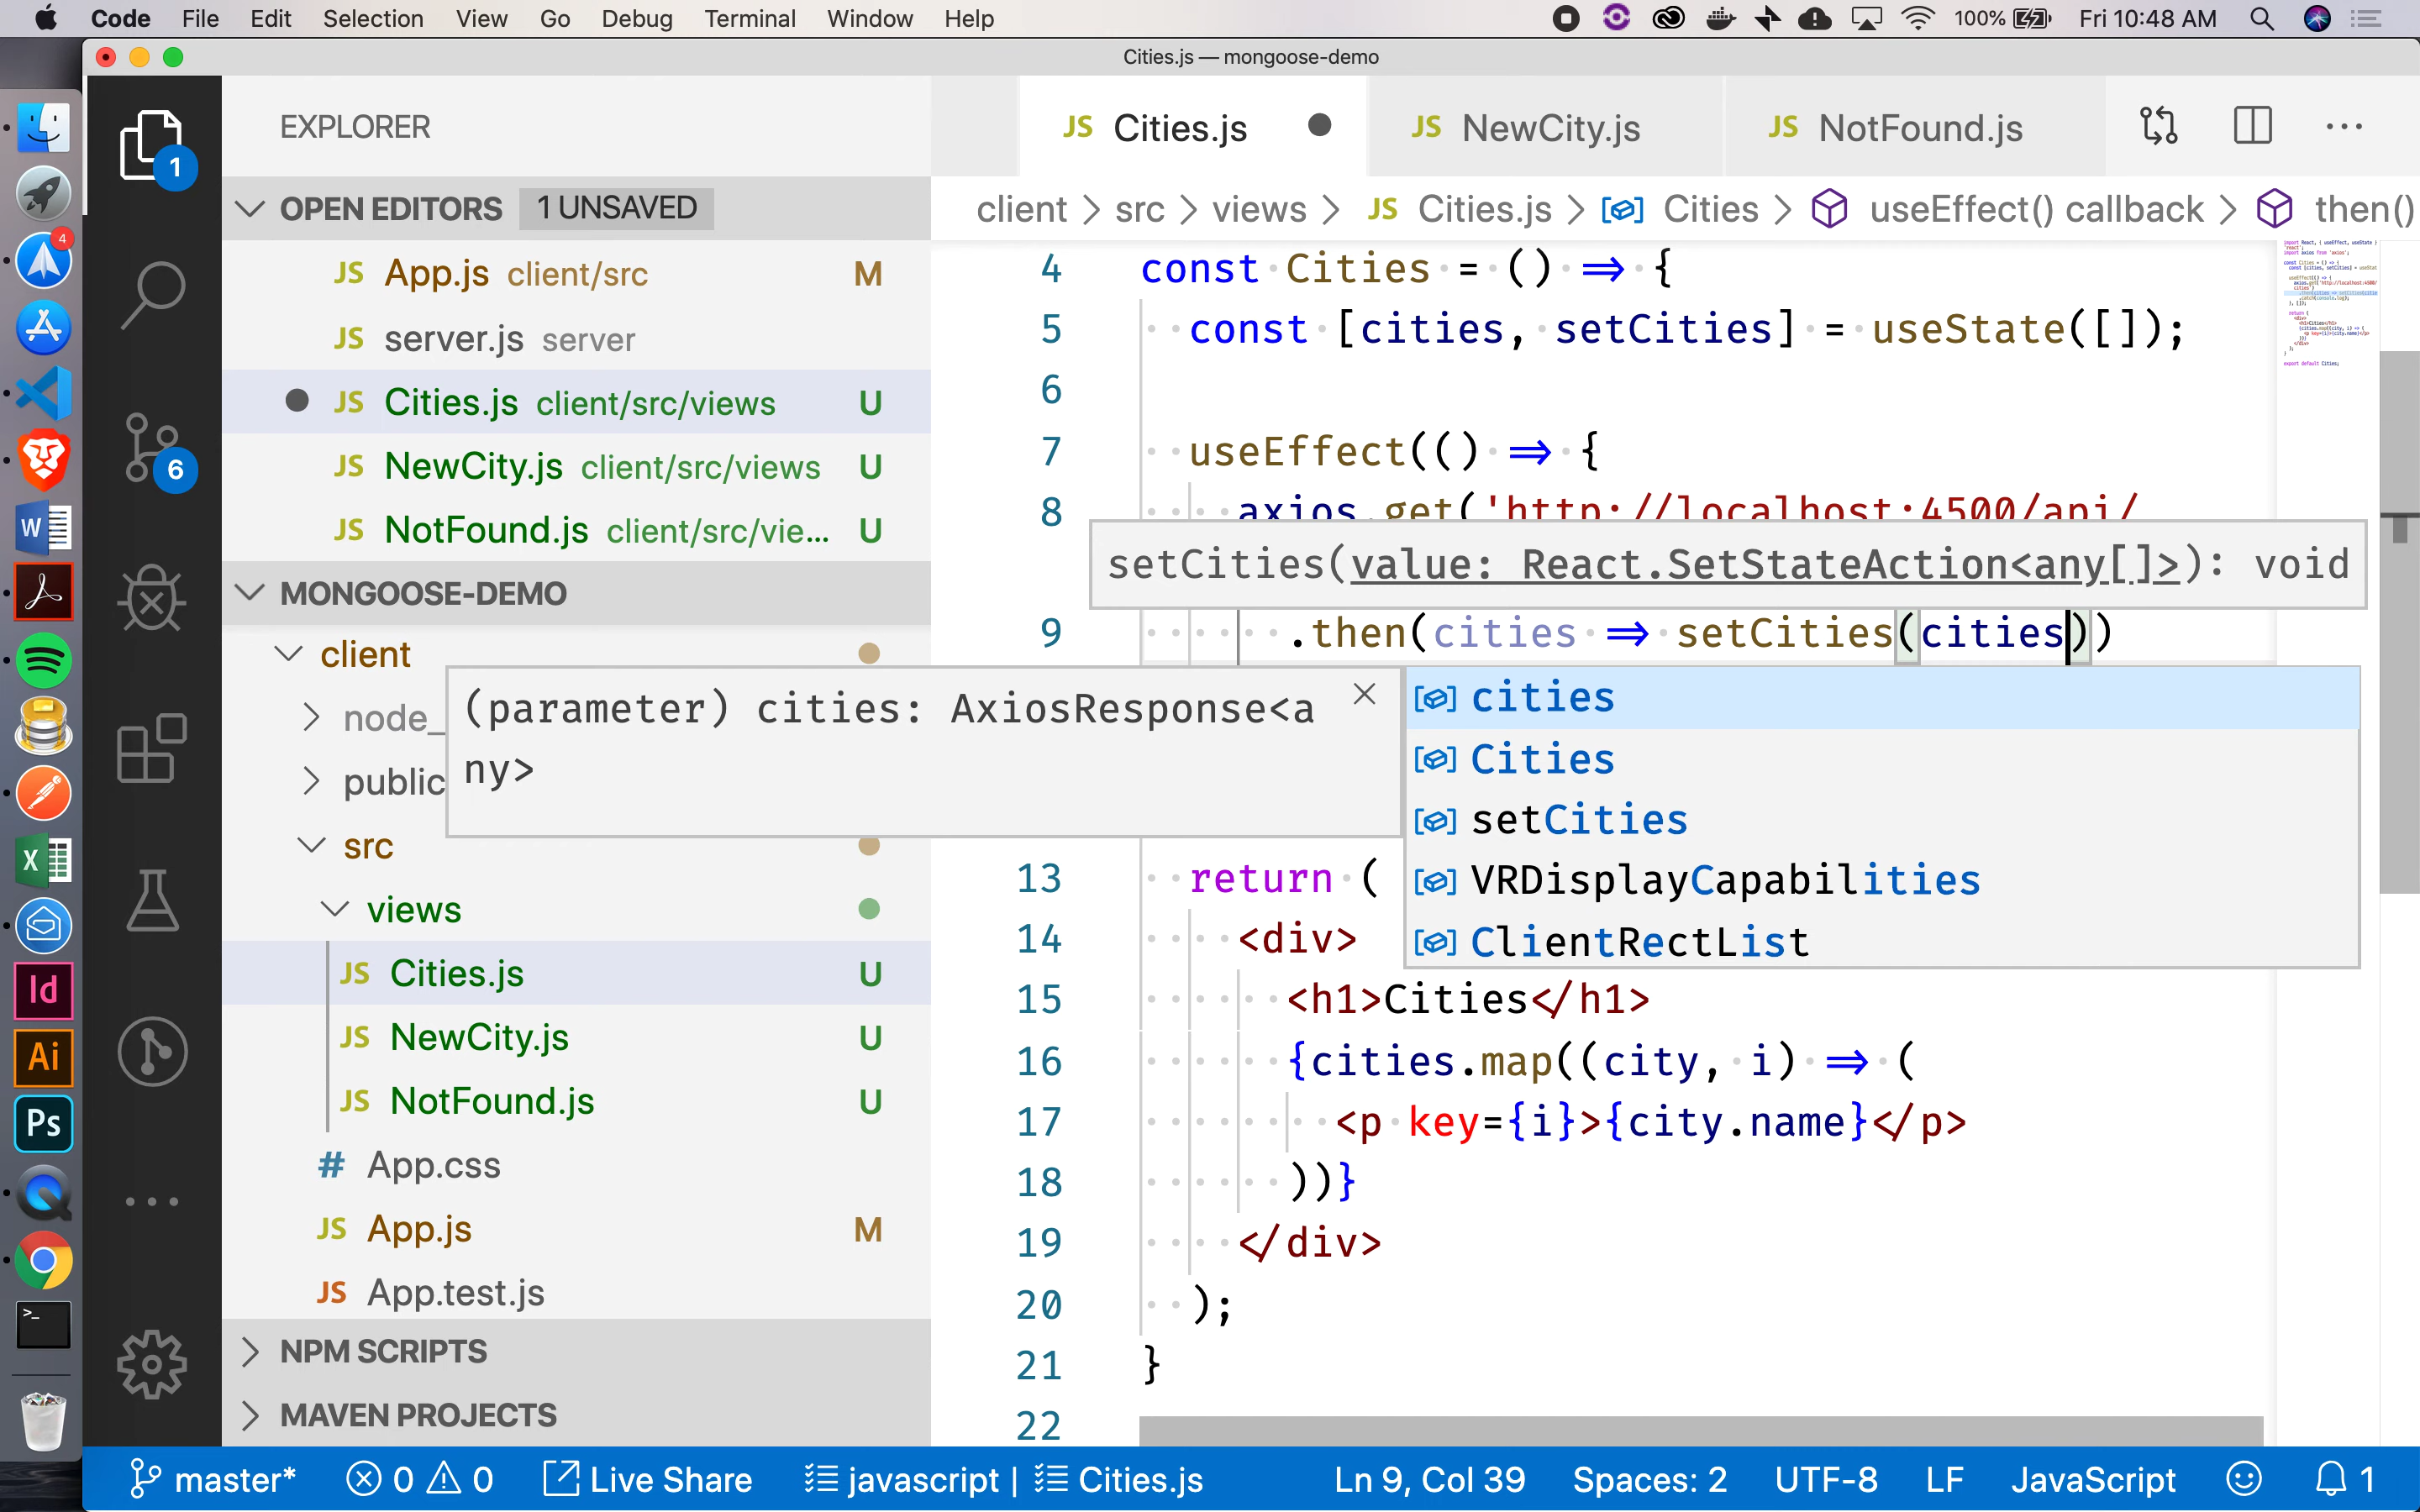 Code File Edit Selection View Go Debug Terminal Window Help 100% Fri 10:48 AM
Cities.js — mongoose-demo
4
1
6
W
X
Id
Ai
Ps
>_
EXPLORER
OPEN EDITORS 1 UNSAVED
JS App.js client/src M
JS server.js server
JS Cities.js client/src/views U
JS NewCity.js client/src/views U
JS NotFound.js client/src/vie... U
MONGOOSE-DEMO
client
node_
public
src
views
JS Cities.js U
JS NewCity.js U
JS NotFound.js U
# App.css
JS App.js M
JS App.test.js
NPM SCRIPTS
MAVEN PROJECTS
JS Cities.js JS NewCity.js JS NotFound.js ...
client > src > views > JS Cities.js > Cities > useEffect() callback > then()
4 const Cities = () => {
5 const [cities, setCities] = useState([]);
6
7 useEffect(() => {
8 axios.get('http://localhost:4500/api/
setCities(value: React.SetStateAction<any[]>): void
9 .then(cities => setCities(cities))
(parameter) cities: AxiosResponse<a
ny>
cities
Cities
setCities
VRDisplayCapabilities
ClientRectList
13 return (
14 <div>
15 <h1>Cities</h1>
16 {cities.map((city, i) => (
17 <p key={i}>{city.name}</p>
18 ))}
19 </div>
20 );
21 }
22
master* 0 0 Live Share javascript | Cities.js Ln 9, Col 39 Spaces: 2 UTF-8 LF JavaScript 1